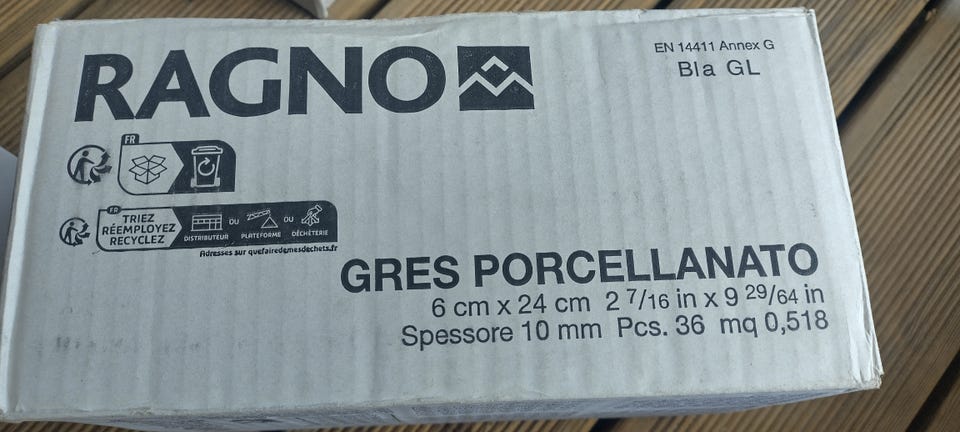 RAGNO
EN 14411 Annex G
BIa GL
FR
FR
TRIEZ
RÉEMPLOYEZ
RECYCLEZ
DISTRIBUTEUR OU PLATEFORME OU DÉCHÈTERIE
Adresses sur quefairedemesdechets.fr
GRES PORCELLANATO
6 cm x 24 cm 2 7/16 in x 9 29/64 in
Spessore 10 mm Pcs. 36 mq 0,518